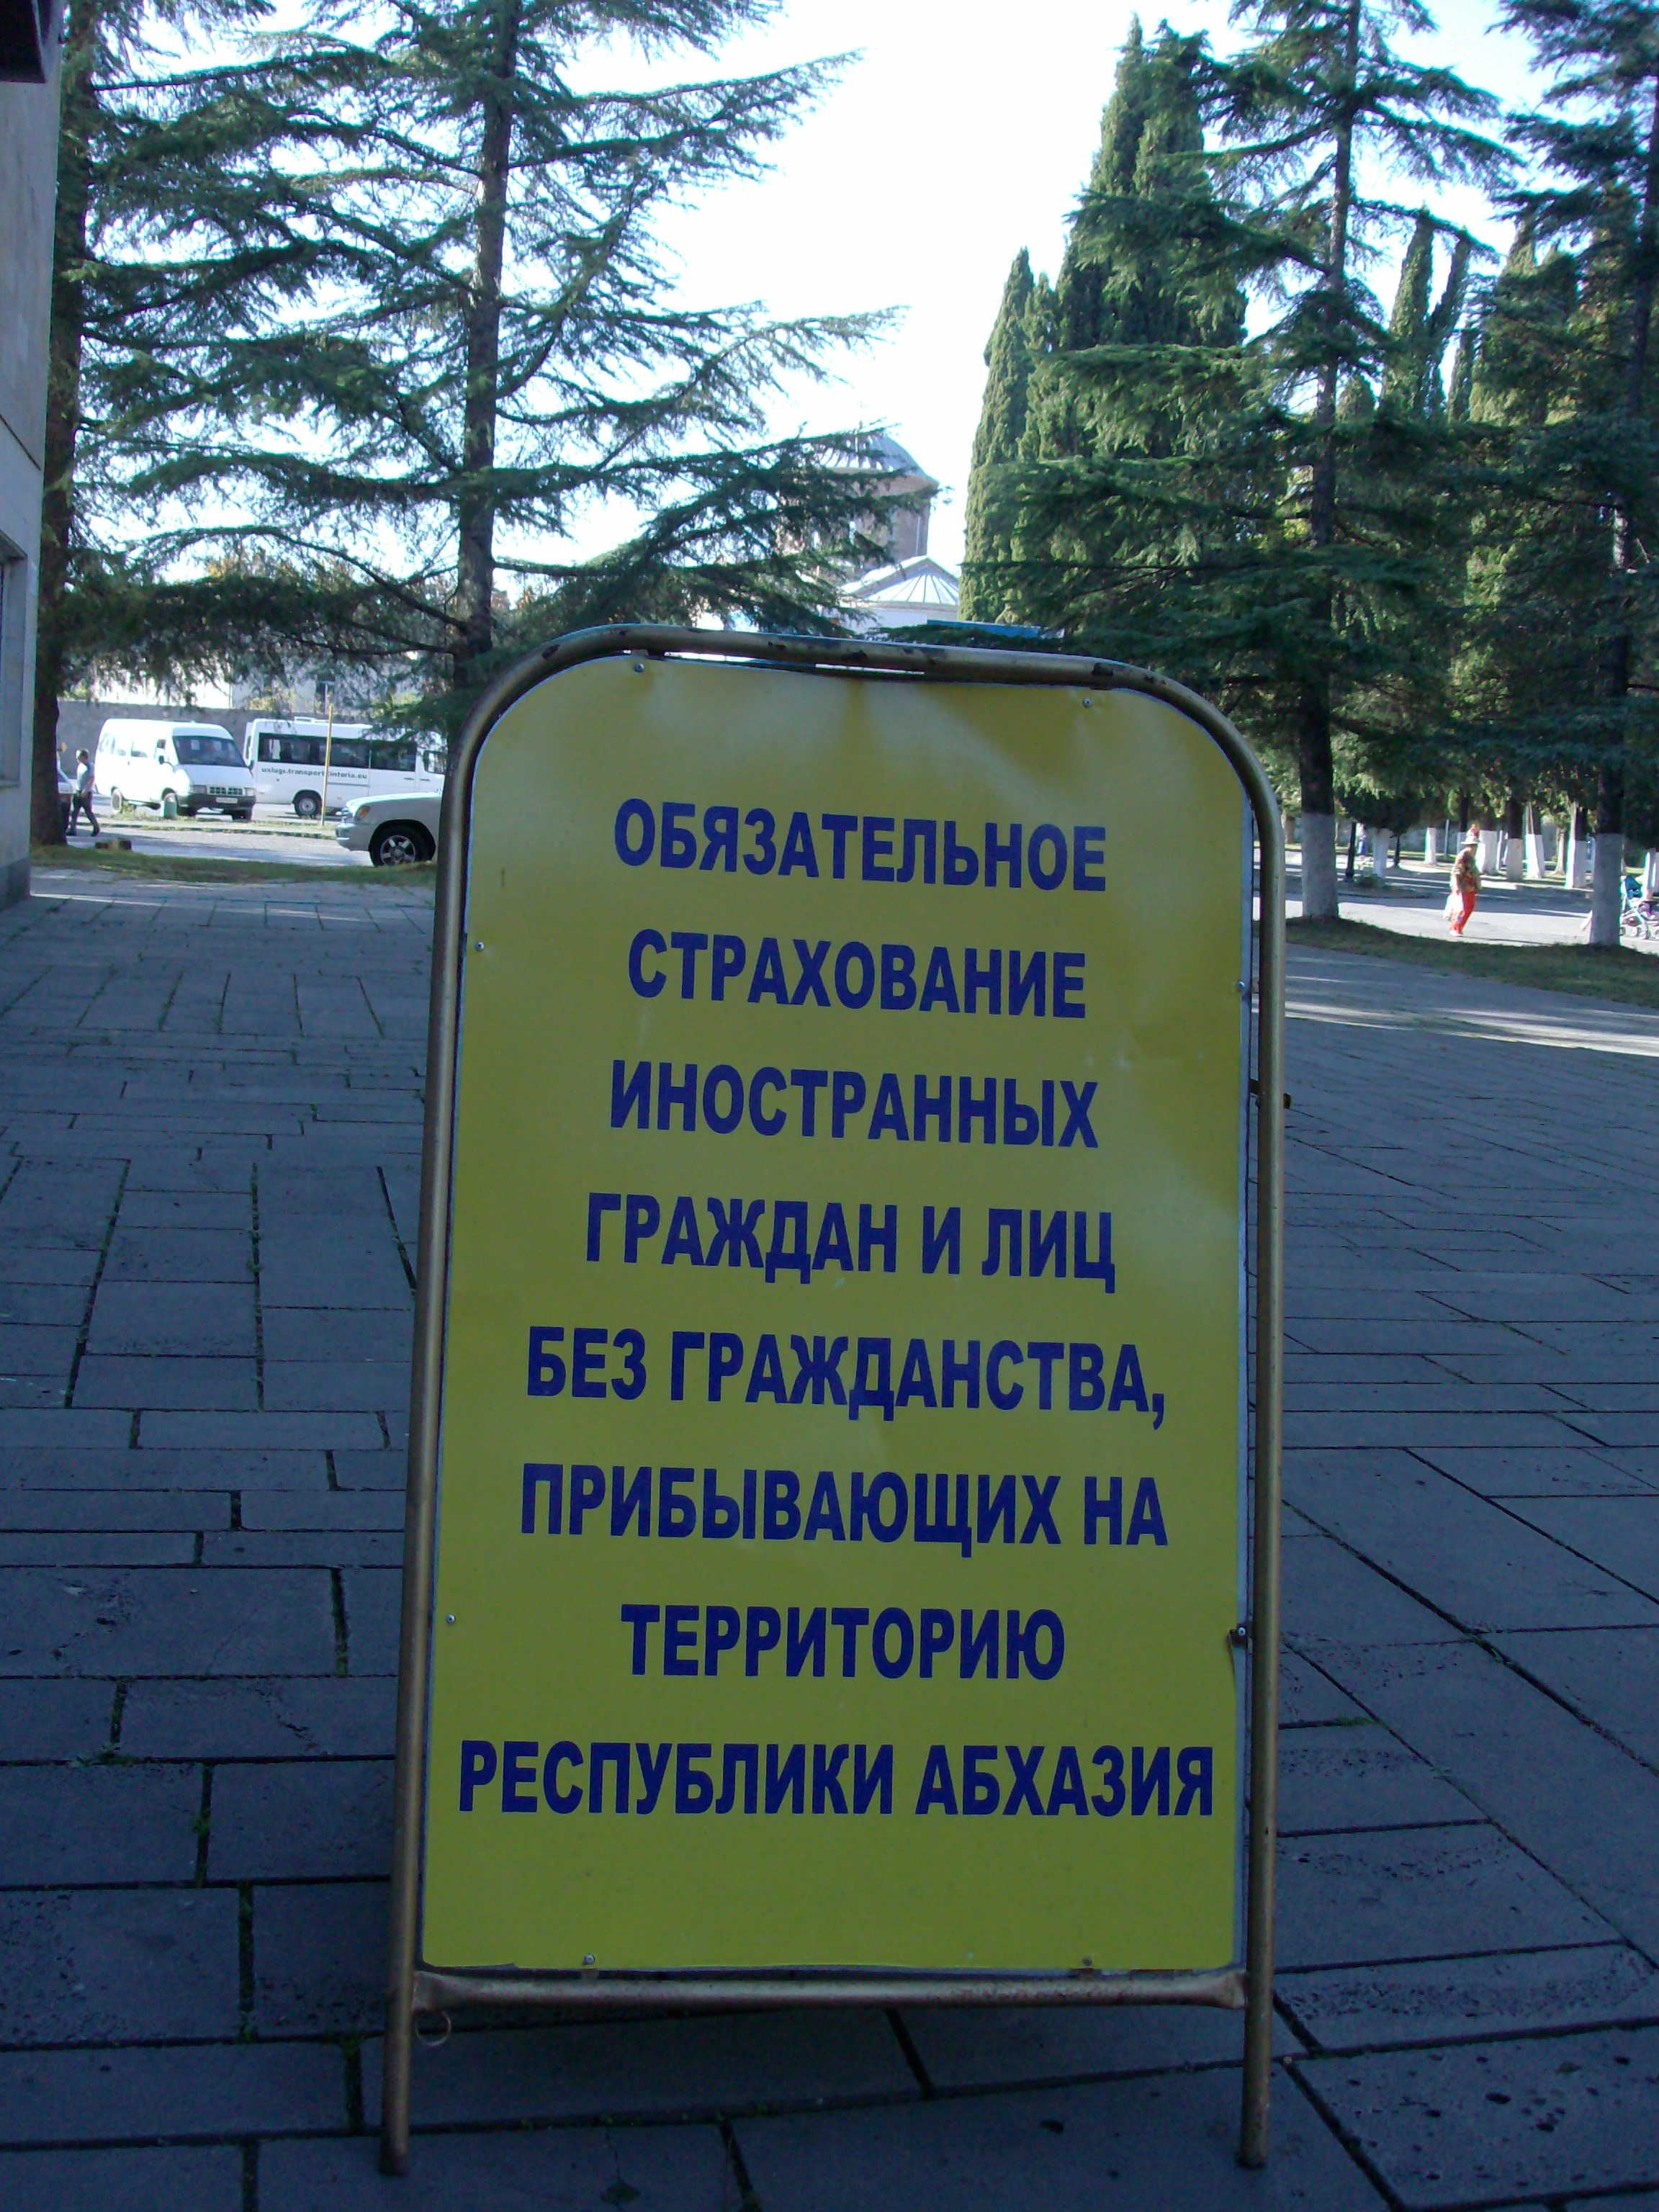 ОБЯЗАТЕЛЬНОЕ
СТРАХОВАНИЕ
ИНОСТРАННЫХ
ГРАЖДАН И ЛИЦ
БЕЗ ГРАЖДАНСТВА,
ПРИБЫВАЮЩИХ НА
ТЕРРИТОРИЮ
РЕСПУБЛИКИ АБХАЗИЯ